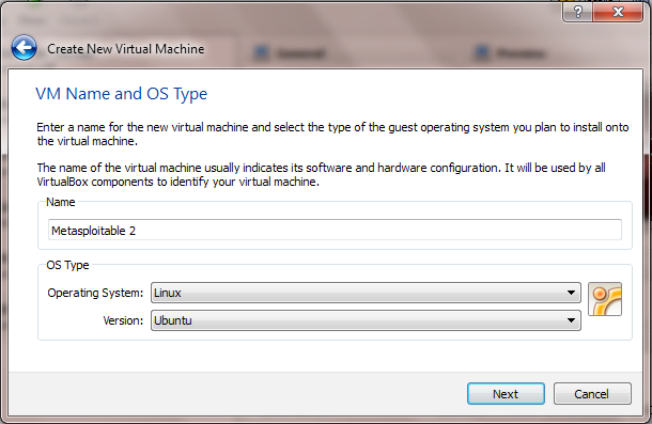 Create New Virtual Machine
General
Preview
VM Name and OS Type
Enter a name for the new virtual machine and select the type of the guest operating system you plan to install onto
the virtual machine.
The name of the virtual machine usually indicates its software and hardware configuration. It will be used by all
VirtualBox components to identify your virtual machine.
Name
Metasploitable 2
OS Type
Operating System: Linux
Version: Ubuntu
Next Cancel